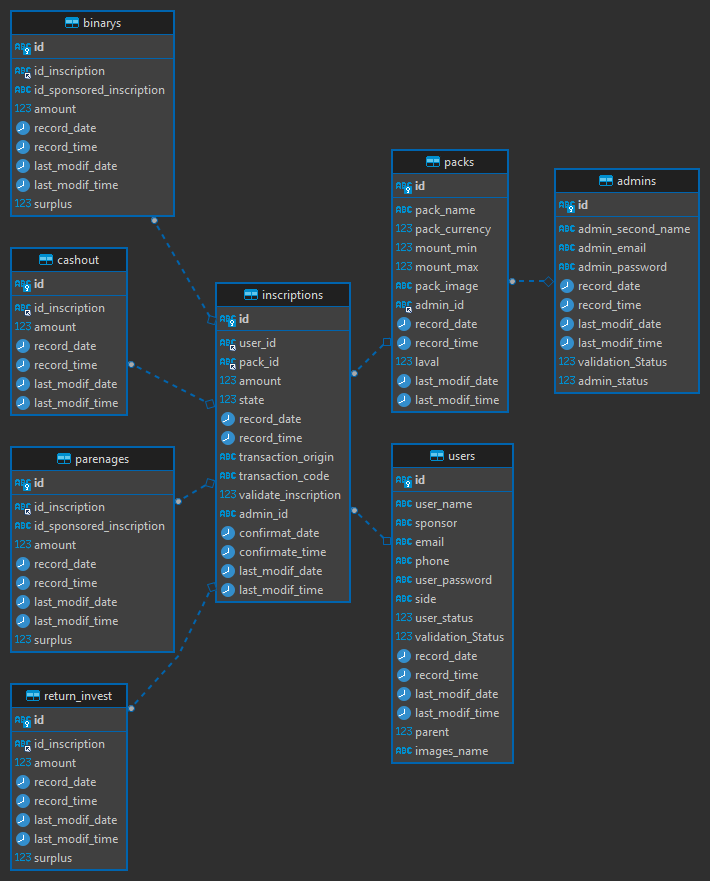 binarys
ABC id
ABC id_inscription
ABC id_sponsored_inscription
123 amount
record_date
record_time
last_modif_date
last_modif_time
123 surplus
cashout
ABC id
ABC id_inscription
123 amount
record_date
record_time
last_modif_date
last_modif_time
parenages
ABC id
ABC id_inscription
ABC id_sponsored_inscription
123 amount
record_date
record_time
last_modif_date
last_modif_time
123 surplus
return_invest
ABC id
ABC id_inscription
123 amount
record_date
record_time
last_modif_date
last_modif_time
123 surplus
inscriptions
ABC id
ABC user_id
ABC pack_id
123 amount
123 state
record_date
record_time
ABC transaction_origin
ABC transaction_code
123 validate_inscription
ABC admin_id
confirmat_date
confirmate_time
last_modif_date
last_modif_time
packs
ABC id
ABC pack_name
123 pack_currency
123 mount_min
123 mount_max
ABC pack_image
ABC admin_id
record_date
record_time
123 laval
last_modif_date
last_modif_time
users
ABC id
ABC user_name
ABC sponsor
ABC email
ABC phone
ABC user_password
ABC side
123 user_status
123 validation_Status
record_date
record_time
last_modif_date
last_modif_time
123 parent
ABC images_name
admins
ABC id
ABC admin_second_name
ABC admin_email
ABC admin_password
record_date
record_time
last_modif_date
last_modif_time
123 validation_Status
123 admin_status